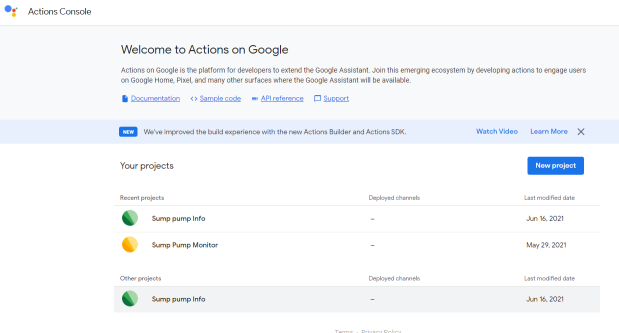 Actions Console
Welcome to Actions on Google
Actions on Google is the platform for developers to extend the Google Assistant. Join this emerging ecosystem by developing actions to engage users
on Google Home, Pixel, and many other surfaces where the Google Assistant will be available.
Documentation Sample code API reference Support
NEW We've improved the build experience with the new Actions Builder and Actions SDK. Watch Video Learn More
Your projects New project
Recent projects Deployed channels Last modified date
Sump pump Info – Jun 16, 2021
Sump Pump Monitor – May 29, 2021
Other projects Deployed channels Last modified date
Sump pump Info – Jun 16, 2021
Terms · Privacy Policy